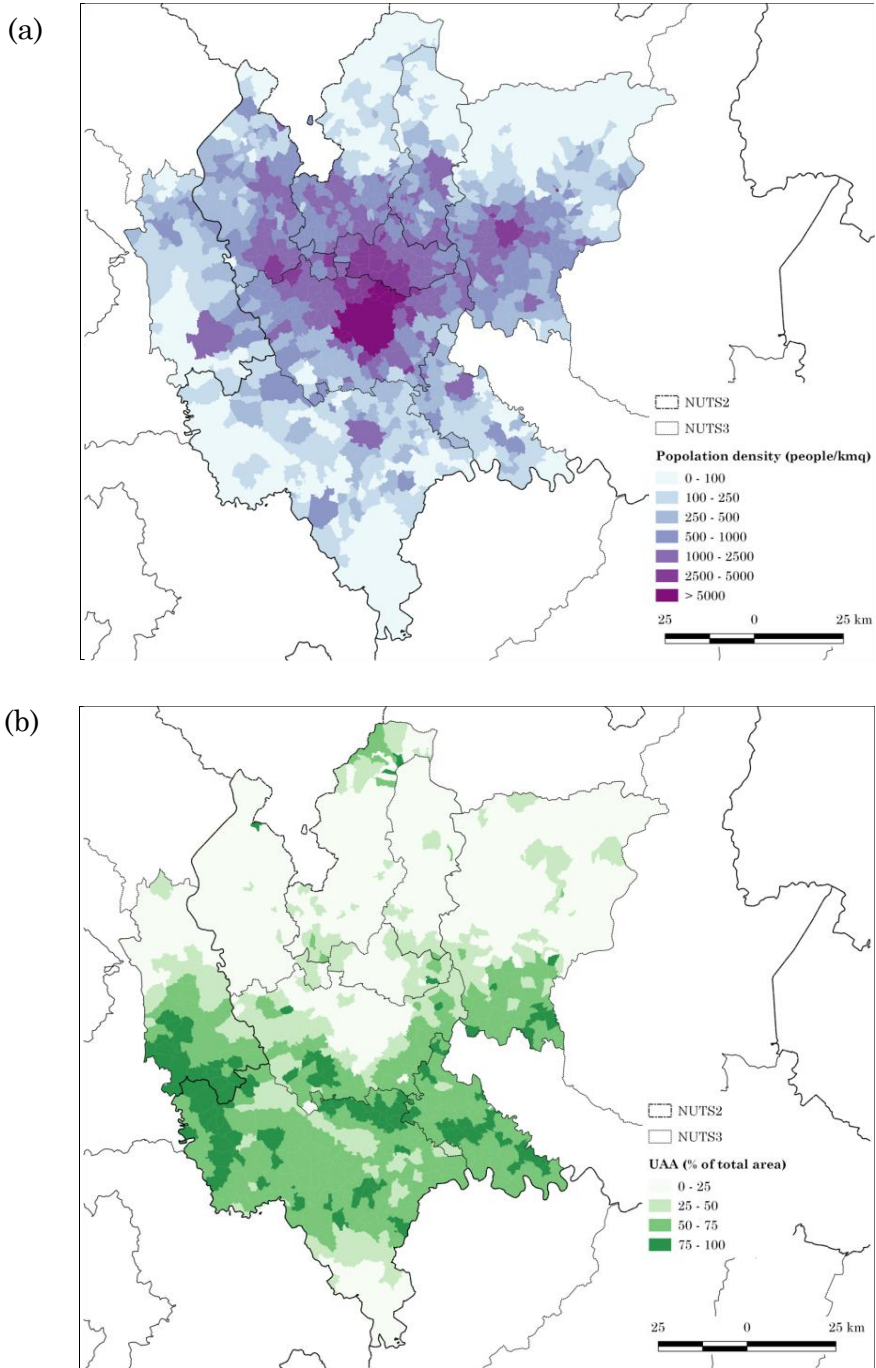 (a)
NUTS2
NUTS3
Popolation density (people/kmq)
0 - 100
100 - 250
250 - 500
500 - 1000
1000 - 2500
2500 - 5000
> 5000
25 0 25 km
(b)
NUTS2
NUTS3
UAA (% of total area)
0 - 25
25 - 50
50 - 75
75 - 100
25 0 25 km